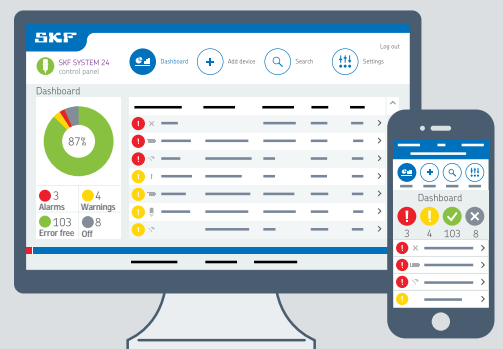 SKF
Log out
SKF SYSTEM 24
control panel
Dashboard
Add device
Search
Settings
Dashboard
87%
3
Alarms
4
Warnings
103
Error free
8
Off
Dashboard
3 4 103 8